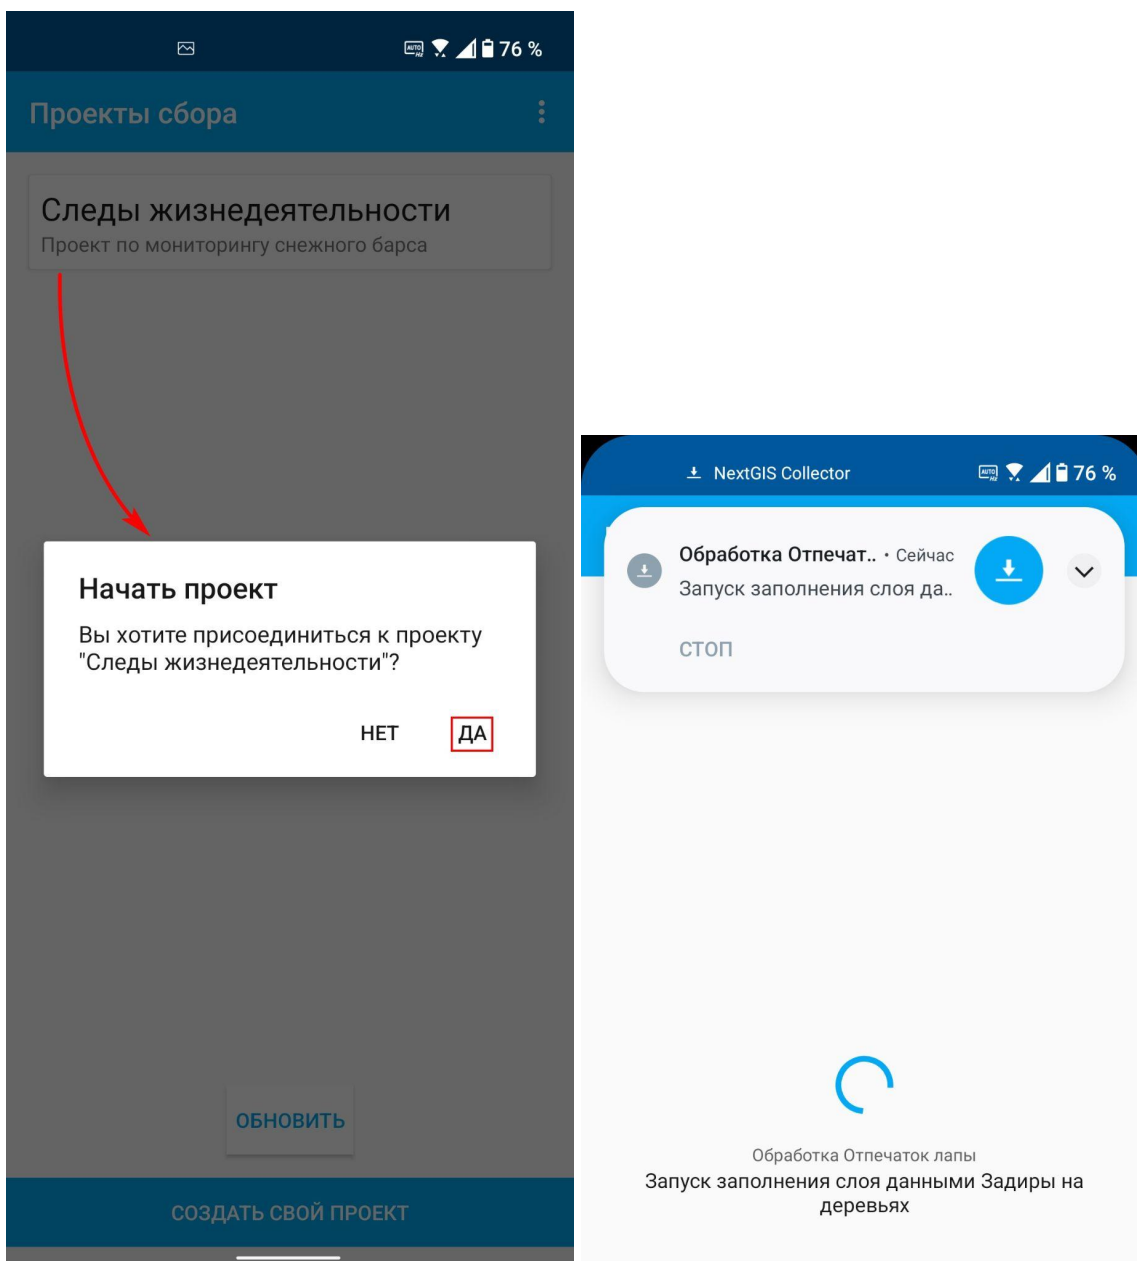 76 %
Проекты сбора
Следы жизнедеятельности
Проект по мониторингу снежного барса
Начать проект
Вы хотите присоединиться к проекту
"Следы жизнедеятельности"?
НЕТ ДА
ОБНОВИТЬ
СОЗДАТЬ СВОЙ ПРОЕКТ
NextGIS Collector 76 %
Обработка Отпечат.. • Сейчас
Запуск заполнения слоя да..
СТОП
Обработка Отпечаток лапы
Запуск заполнения слоя данными Задиры на
деревьях